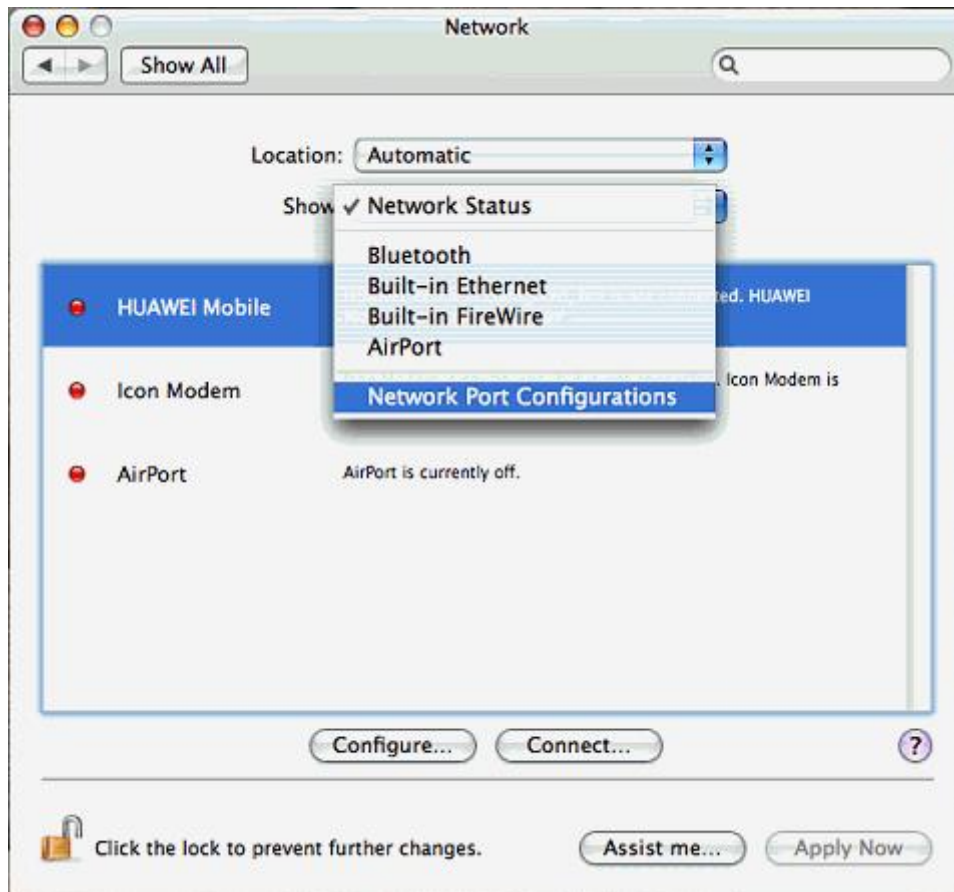 Network
Show All
Location: Automatic
Show
✓ Network Status
Bluetooth
Built-in Ethernet
Built-in FireWire
AirPort
Network Port Configurations
HUAWEI Mobile
HUAWEI
Icon Modem
. Icon Modem is
AirPort
AirPort is currently off.
Configure...
Connect...
?
Click the lock to prevent further changes.
Assist me...
Apply Now